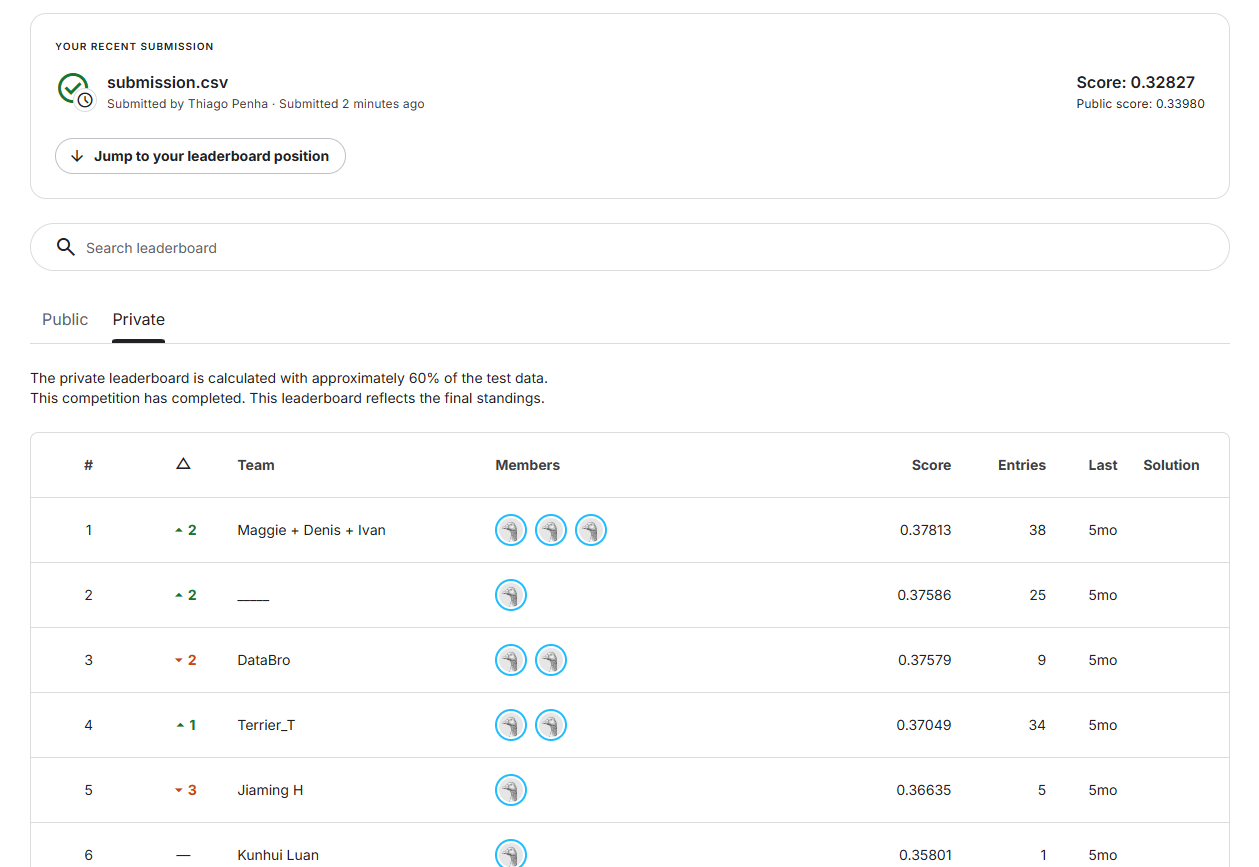 YOUR RECENT SUBMISSION
submission.csv
Submitted by Thiago Penha · Submitted 2 minutes ago
Score: 0.32827
Public score: 0.33980
Jump to your leaderboard position
Search leaderboard
Public Private
The private leaderboard is calculated with approximately 60% of the test data.
This competition has completed. This leaderboard reflects the final standings.
# △ Team Members Score Entries Last Solution
1 2 Maggie + Denis + Ivan 0.37813 38 5mo
2 2 _____ 0.37586 25 5mo
3 2 DataBro 0.37579 9 5mo
4 1 Terrier_T 0.37049 34 5mo
5 3 Jiaming H 0.36635 5 5mo
6 — Kunhui Luan 0.35801 1 5mo